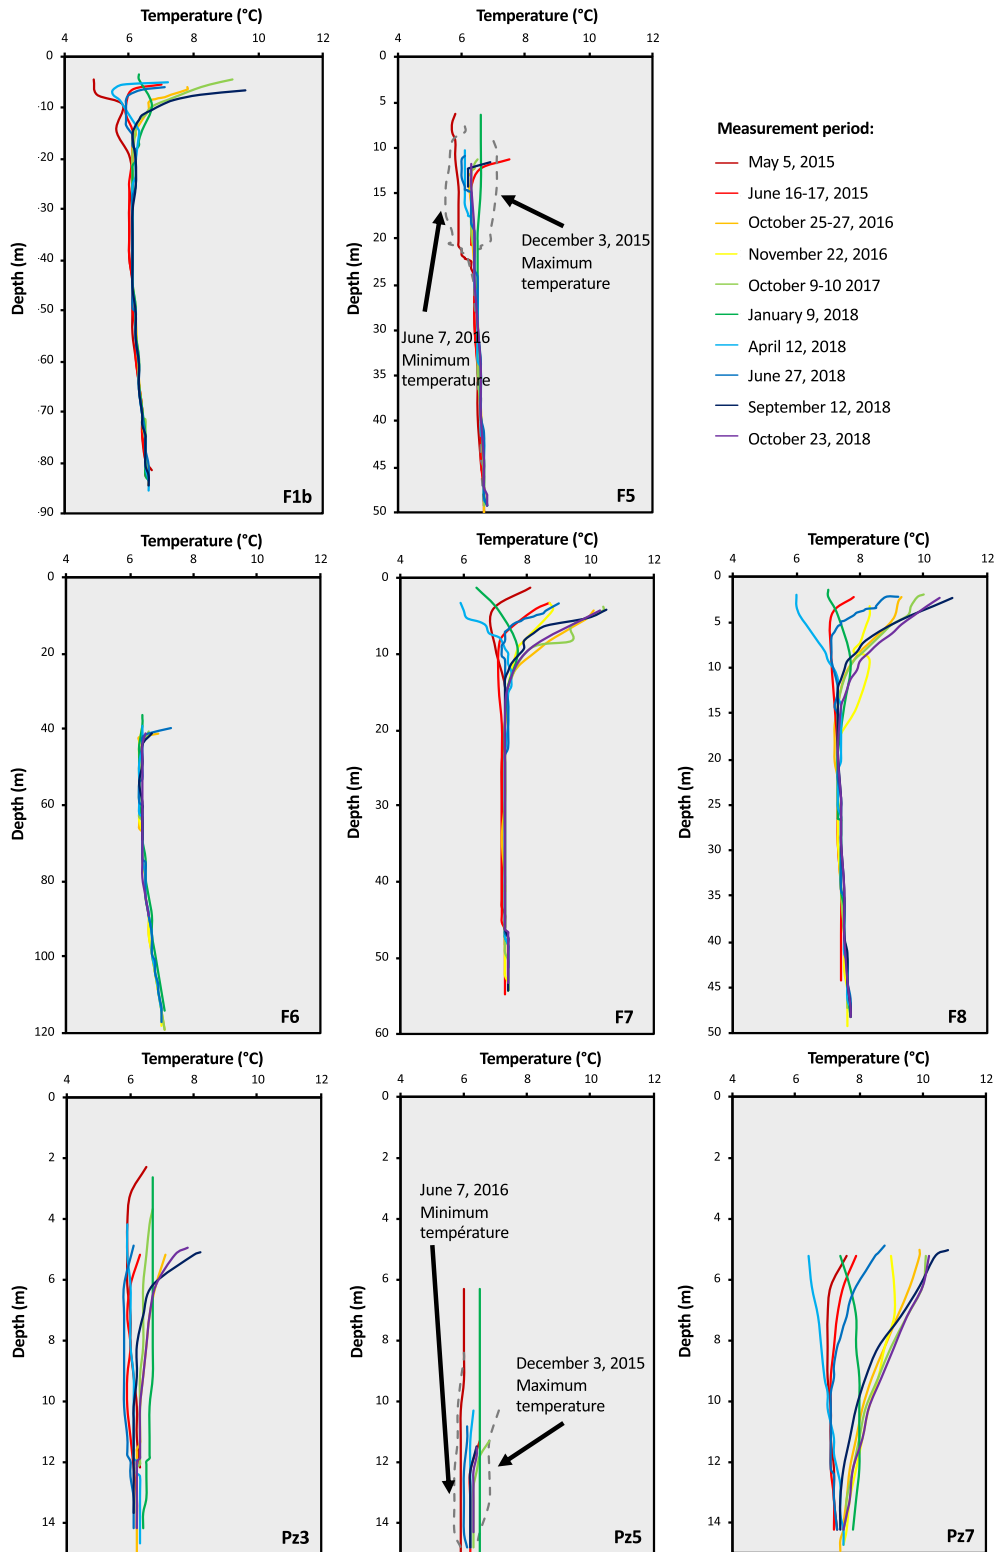 Temperature (°C)
4 6 8 10 12
0
-10
-20
-30
-40
-50
-60
-70
-80
-90
Depth (m)
F1b
Temperature (°C)
4 6 8 10 12
0
5
10
15
20
25
30
35
40
45
50
Depth (m)
December 3, 2015
Maximum
temperature
June 7, 2016
Minimum
temperature
F5
Measurement period:
May 5, 2015
June 16-17, 2015
October 25-27, 2016
November 22, 2016
October 9-10 2017
January 9, 2018
April 12, 2018
June 27, 2018
September 12, 2018
October 23, 2018
Temperature (°C)
4 6 8 10 12
0
20
40
60
80
100
120
Depth (m)
F6
Temperature (°C)
4 6 8 10 12
0
10
20
30
40
50
60
Depth (m)
F7
Temperature (°C)
4 6 8 10 12
0
5
10
15
20
25
30
35
40
45
50
Depth (m)
F8
Temperature (°C)
4 6 8 10 12
0
2
4
6
8
10
12
14
Depth (m)
Pz3
Temperature (°C)
4 6 8 10 12
0
2
4
6
8
10
12
14
Depth (m)
June 7, 2016
Minimum
température
December 3, 2015
Maximum
temperature
Pz5
Temperature (°C)
4 6 8 10 12
0
2
4
6
8
10
12
14
Depth (m)
Pz7